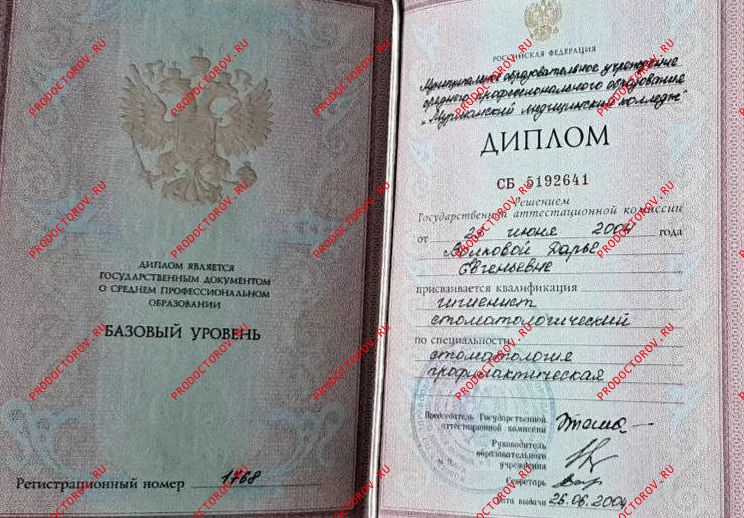 ДИПЛОМ ЯВЛЯЕТСЯ
ГОСУДАРСТВЕННЫМ ДОКУМЕНТОМ
О СРЕДНЕМ ПРОФЕССИОНАЛЬНОМ
ОБРАЗОВАНИИ
БАЗОВЫЙ УРОВЕНЬ
Регистрационный номер 1768
РОССИЙСКАЯ ФЕДЕРАЦИЯ
Муниципальное образовательное учреждение
среднего профессионального образования
"Муромский медицинский колледж"
ДИПЛОМ
СБ 5192641
Решением
Государственной аттестационной комиссии
от июня 2004 года
Волковой Дарье
Евгеньевне
присваивается квалификация
гигиенист
стоматологический
по специальности
стоматология
профилактическая
Председатель Государственной
аттестационной комиссии
Руководитель
образовательного
учреждения
М.П.
Секретарь
Дата выдачи 26.06.2004
PRODOCTOROV.RU